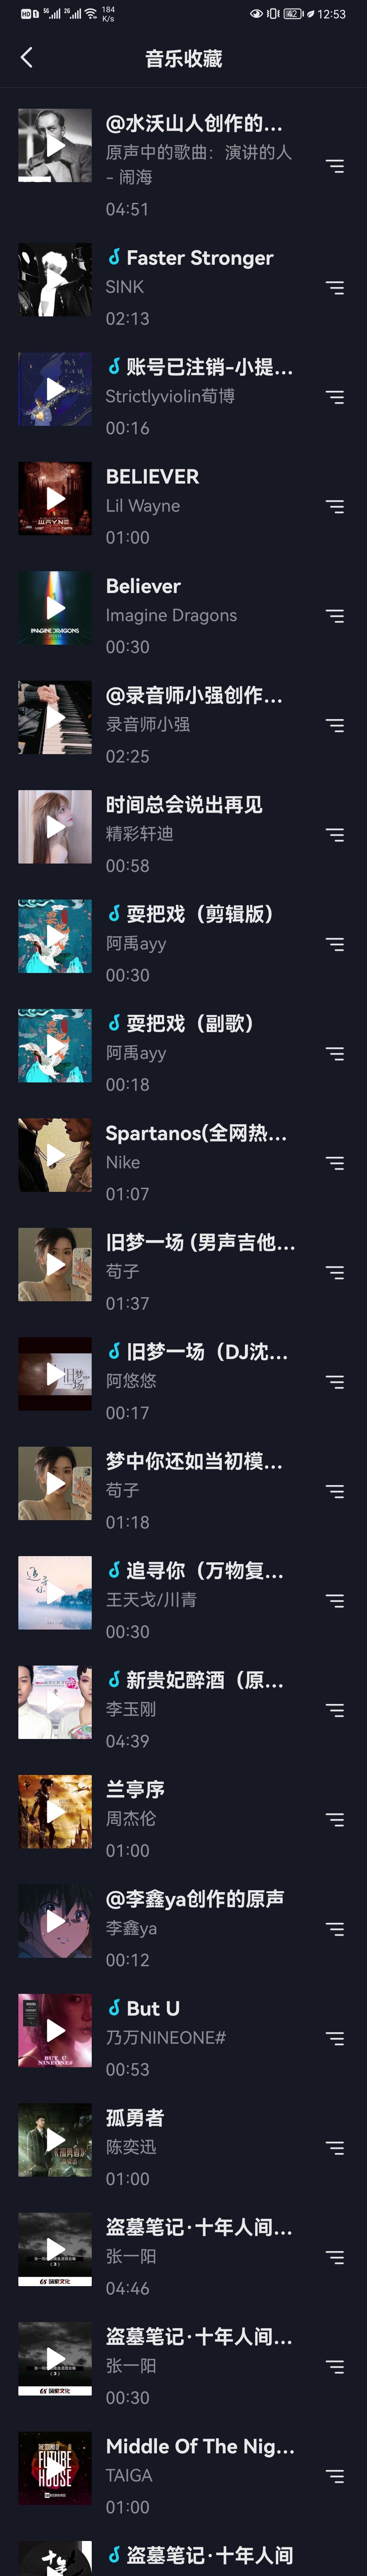 HD 1 5G 2G 184 K/s 12:53
音乐收藏
@水沃山人创作的...
原声中的歌曲：演讲的人
- 闹海
04:51
Faster Stronger
SINK
02:13
账号已注销-小提...
Strictlyviolin荀博
00:16
BELIEVER
Lil Wayne
01:00
Believer
Imagine Dragons
IMAGINE DRAGONS
00:30
@录音师小强创作...
录音师小强
02:25
时间总会说出再见
精彩轩迪
00:58
耍把戏（剪辑版）
阿禹ayy
00:30
耍把戏（副歌）
阿禹ayy
00:18
Spartanos(全网热...
Nike
01:07
旧梦一场 (男声吉他...
苟子
01:37
旧梦一场（DJ沈...
阿悠悠
00:17
梦中你还如当初模...
苟子
01:18
追寻你（万物复...
追寻你
王天戈/川青
00:30
新贵妃醉酒（原...
李玉刚
04:39
兰亭序
周杰伦
01:00
@李鑫ya创作的原声
李鑫ya
00:12
But U
乃万NINEONE#
BUT U
NINEONE#
00:53
孤勇者
陈奕迅
01:00
盗墓笔记·十年人间...
张一阳
04:46
盗墓笔记·十年人间...
张一阳
00:30
Middle Of The Nig...
THE SOUND OF
FUTURE
HOUSE
TAIGA
01:00
盗墓笔记·十年人间